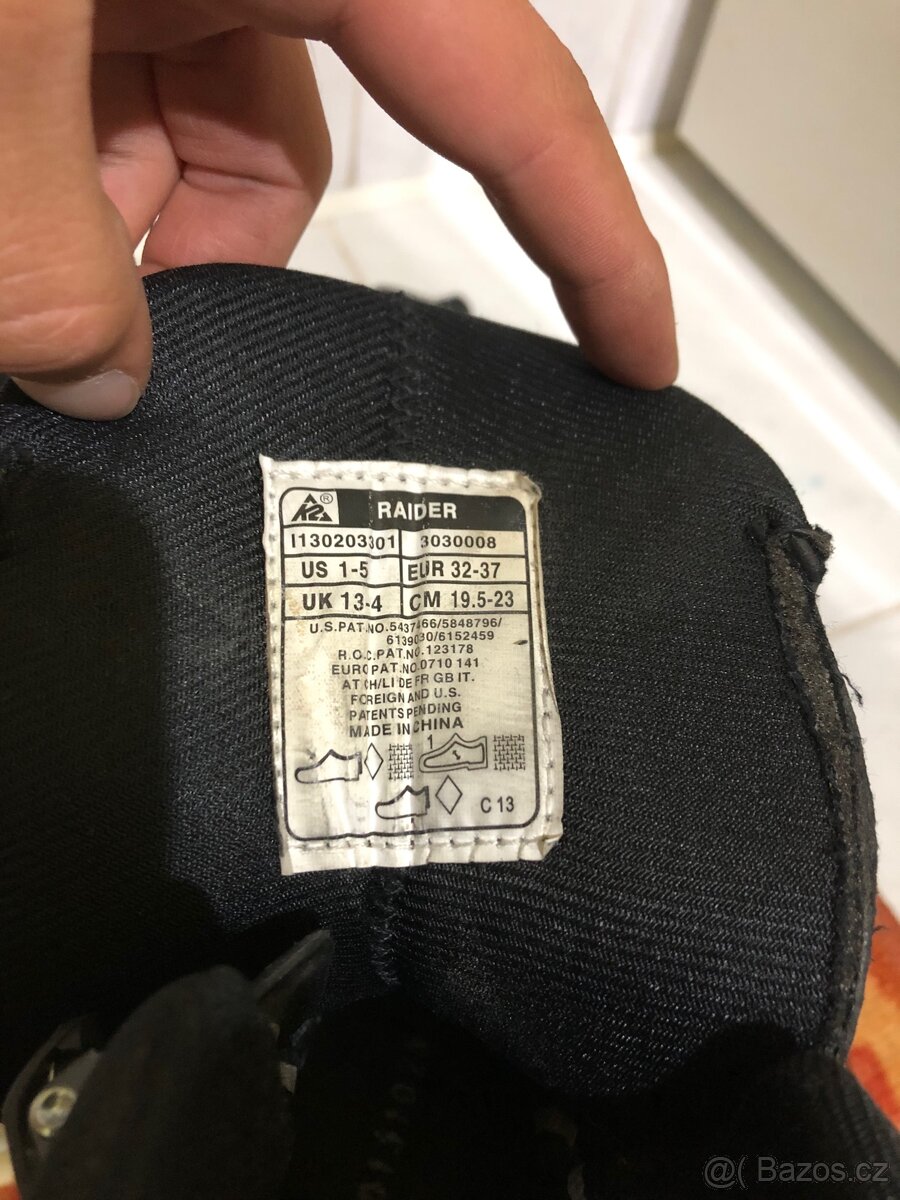 K2® RAIDER
I130203301 3030008
US 1-5 EUR 32-37
UK 13-4 CM 19.5-23
U.S.PAT.NO.5437466/5848796/
6139030/6152459
R.O.C.PAT.NO.123178
EUROPAT.NO.0710 141
AT CH/LI DE FR GB IT.
FOREIGN AND U.S.
PATENTS PENDING
MADE IN CHINA
1
C 13
@( Bazos.cz